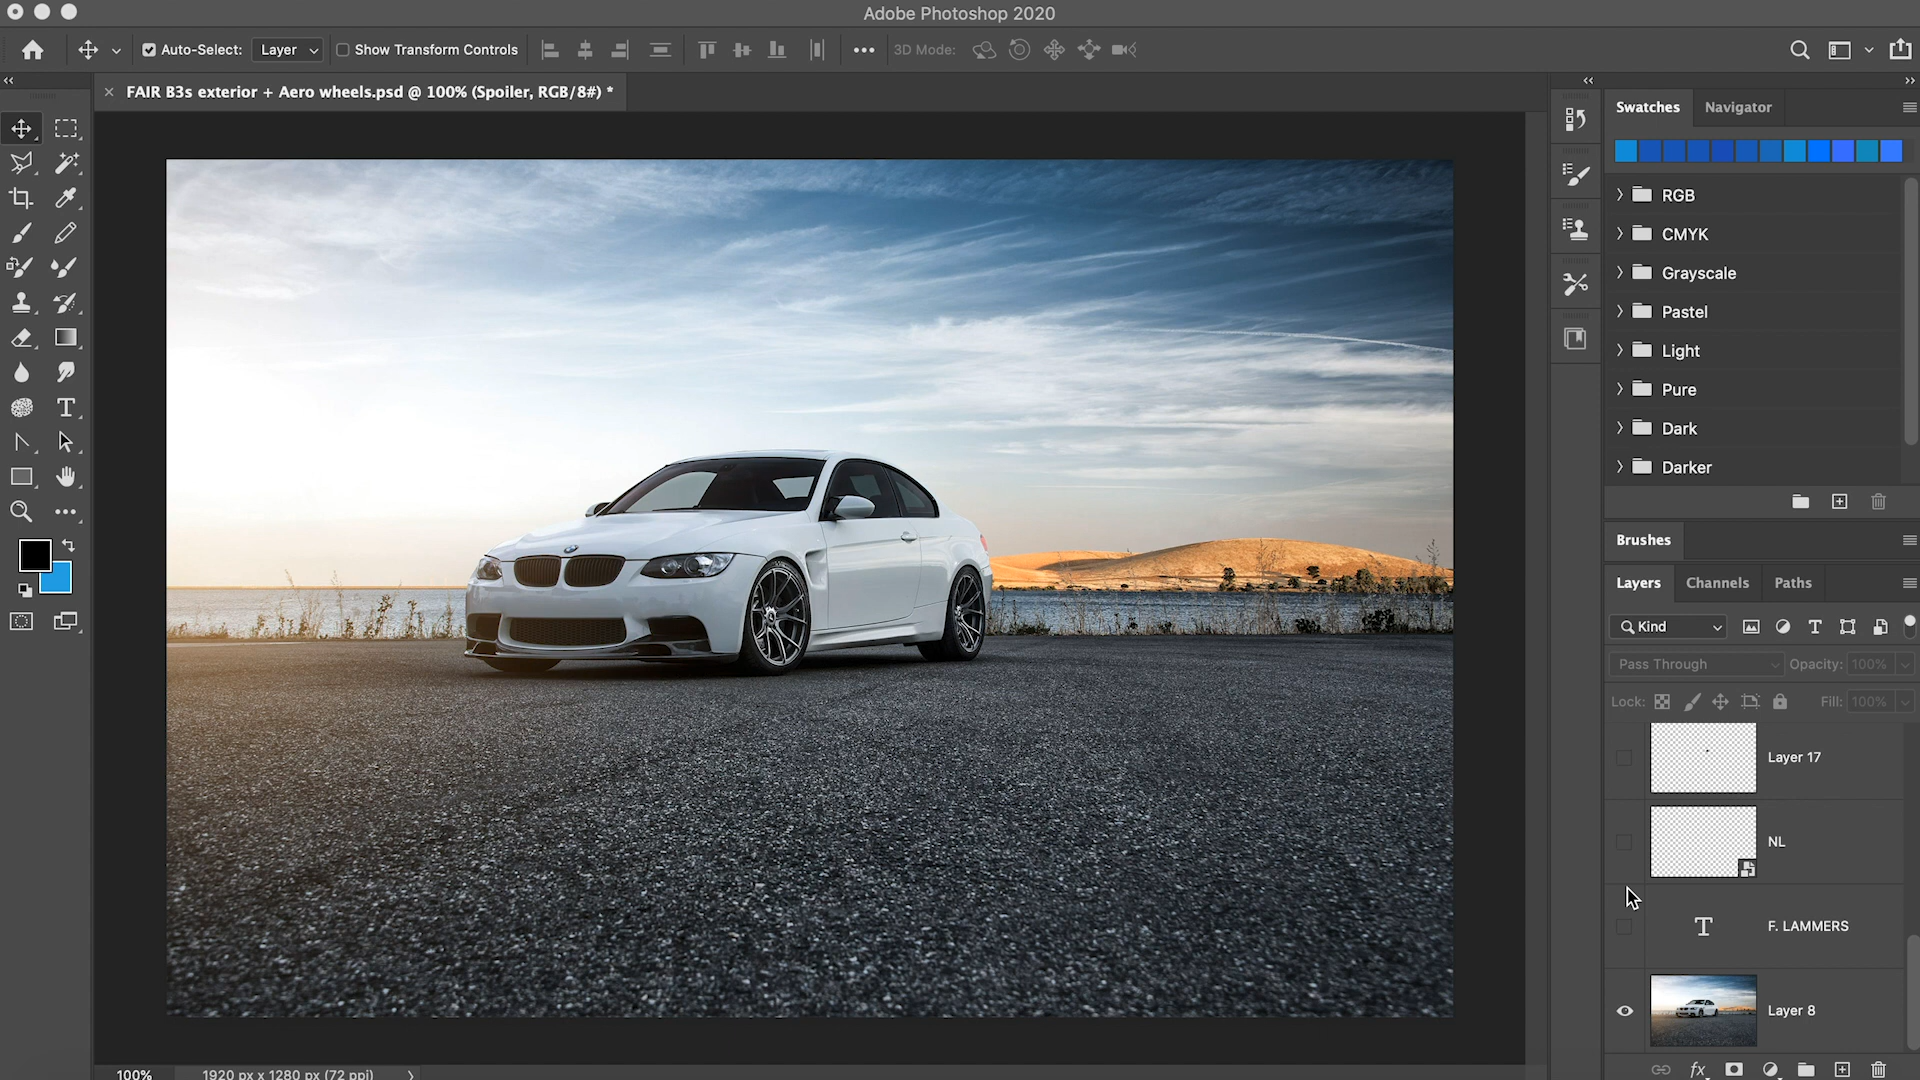 Adobe Photoshop 2020
Auto-Select: Layer Show Transform Controls 3D Mode:
FAIR B3s exterior + Aero wheels.psd @ 100% (Spoiler, RGB/8#) *
Swatches Navigator
RGB
CMYK
Grayscale
Pastel
Light
Pure
Dark
Darker
Brushes
Layers Channels Paths
Kind
Pass Through Opacity: 100%
Lock: Fill: 100%
Layer 17
NL
T F. LAMMERS
Layer 8
100% 1920 px x 1280 px (72 ppi)
fx